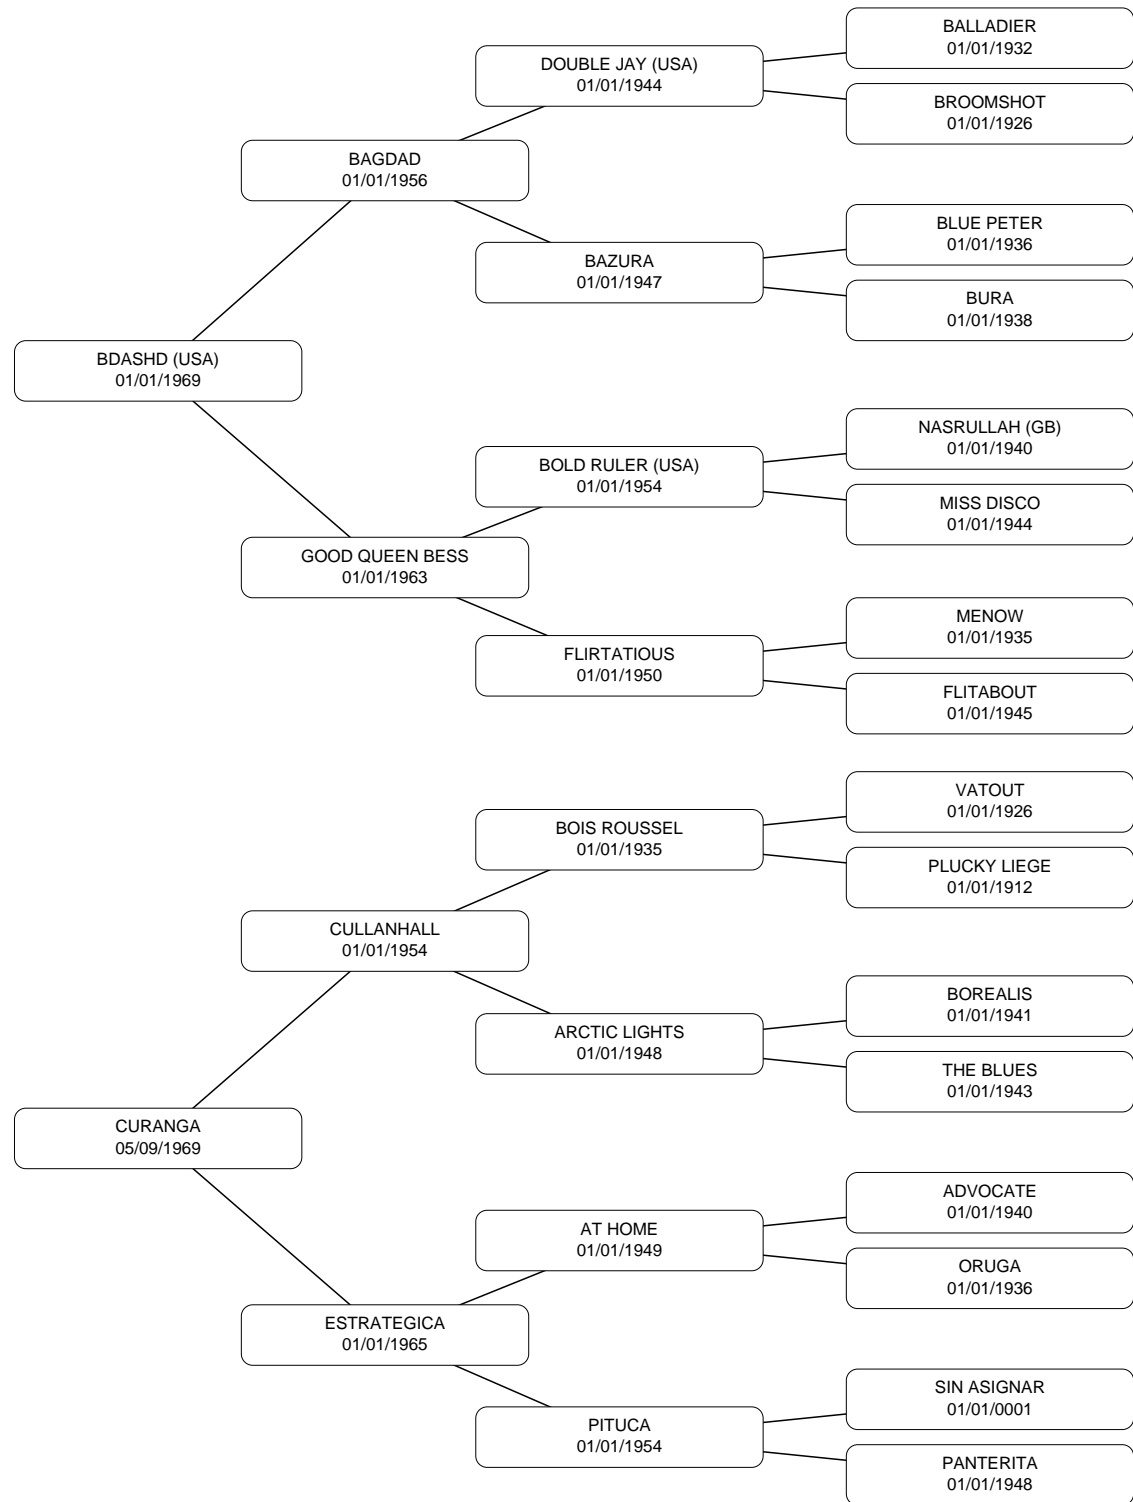 BALLADIER
01/01/1932
DOUBLE JAY (USA)
01/01/1944
BROOMSHOT
01/01/1926
BAGDAD
01/01/1956
BLUE PETER
01/01/1936
BAZURA
01/01/1947
BURA
01/01/1938
BDASHD (USA)
01/01/1969
NASRULLAH (GB)
01/01/1940
BOLD RULER (USA)
01/01/1954
MISS DISCO
01/01/1944
GOOD QUEEN BESS
01/01/1963
MENOW
01/01/1935
FLIRTATIOUS
01/01/1950
FLITABOUT
01/01/1945
VATOUT
01/01/1926
BOIS ROUSSEL
01/01/1935
PLUCKY LIEGE
01/01/1912
CULLANHALL
01/01/1954
BOREALIS
01/01/1941
ARCTIC LIGHTS
01/01/1948
THE BLUES
01/01/1943
CURANGA
05/09/1969
ADVOCATE
01/01/1940
AT HOME
01/01/1949
ORUGA
01/01/1936
ESTRATEGICA
01/01/1965
SIN ASIGNAR
01/01/0001
PITUCA
01/01/1954
PANTERITA
01/01/1948